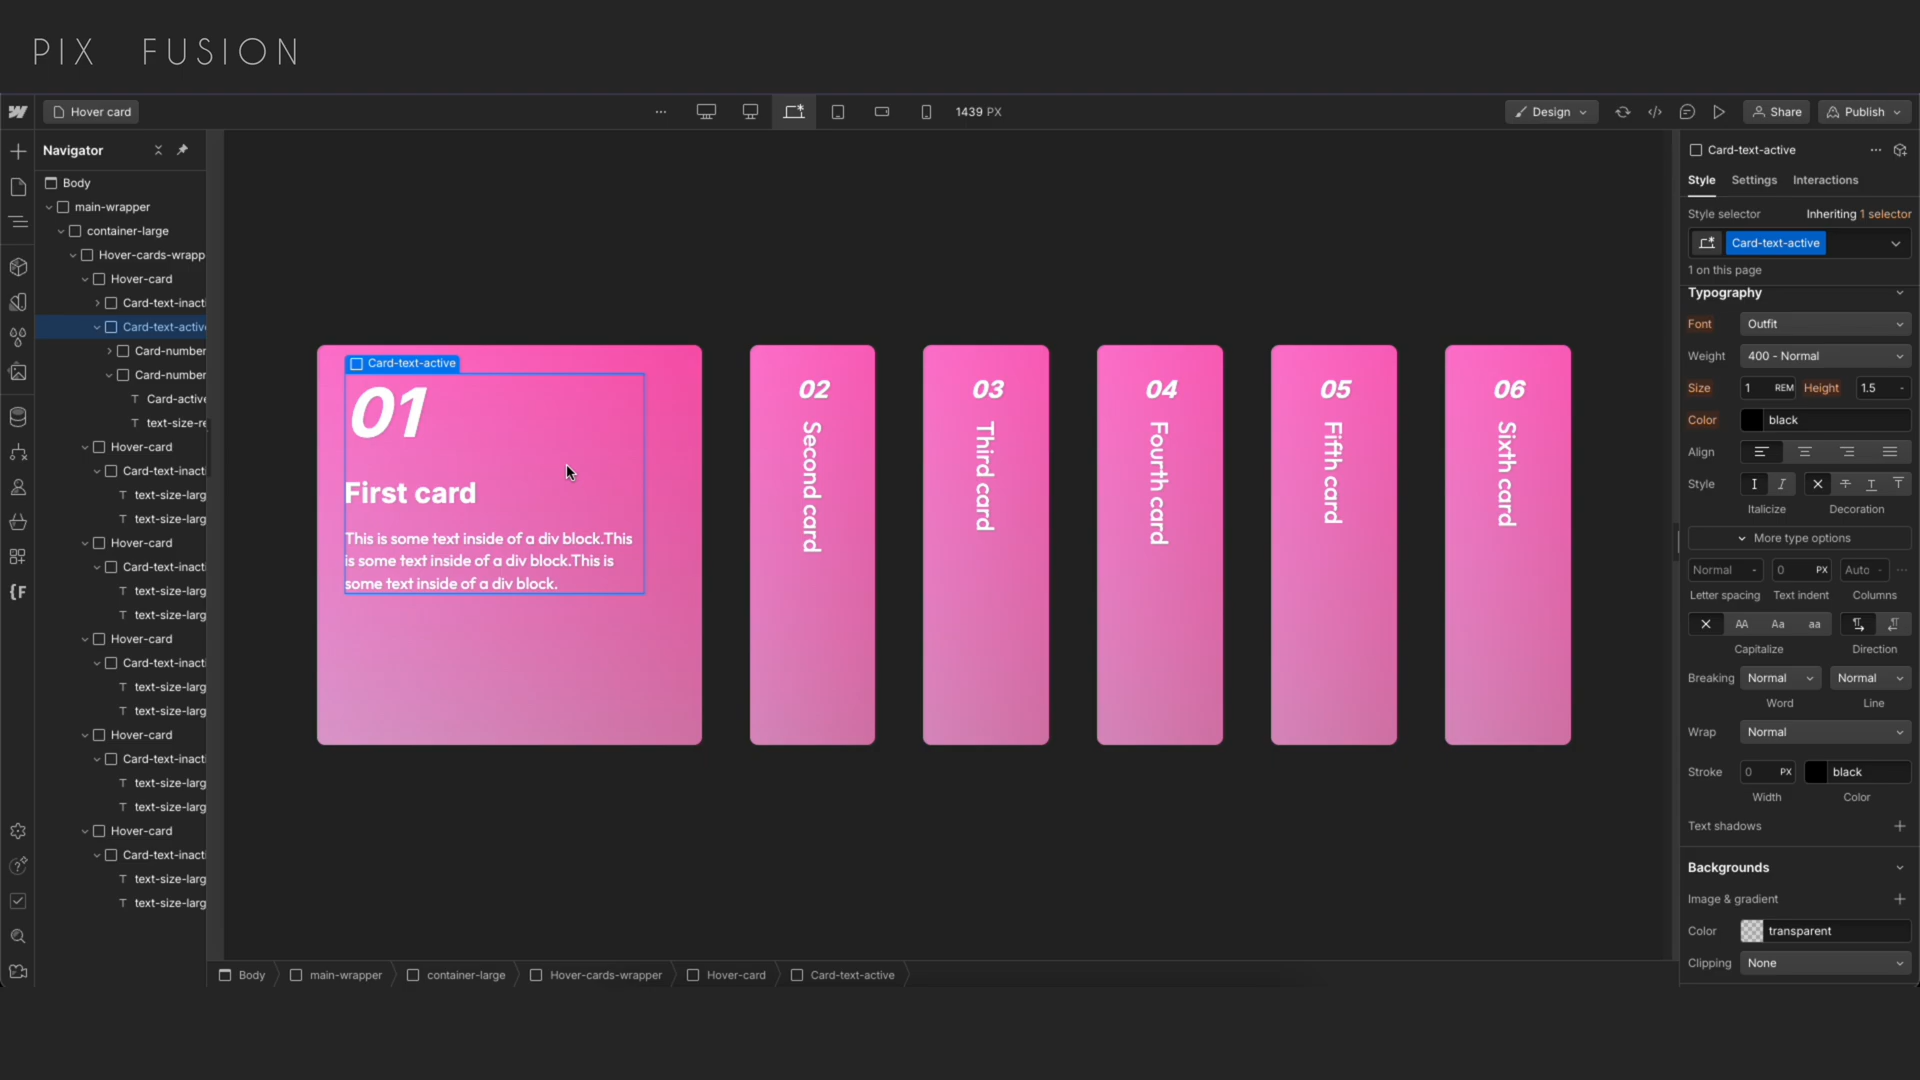 PIX FUSION
Hover card
1439 PX
Design
Share
Publish
Navigator
Body
main-wrapper
container-large
Hover-cards-wrapp
Hover-card
Card-text-inacti
Card-text-active
Card-number
Card-number
Card-active
text-size-re
Hover-card
Card-text-inacti
text-size-larg
text-size-larg
Hover-card
Card-text-inacti
text-size-larg
text-size-larg
Hover-card
Card-text-inacti
text-size-larg
text-size-larg
Hover-card
Card-text-inacti
text-size-larg
text-size-larg
Hover-card
Card-text-inacti
text-size-larg
text-size-larg
Card-text-active
01
First card
This is some text inside of a div block.This
is some text inside of a div block.This is
some text inside of a div block.
02
Second card
03
Third card
04
Fourth card
05
Fifth card
06
Sixth card
Body
main-wrapper
container-large
Hover-cards-wrapper
Hover-card
Card-text-active
Card-text-active
Style Settings Interactions
Style selector Inheriting 1 selector
Card-text-active
1 on this page
Typography
Font Outfit
Weight 400 - Normal
Size 1 REM Height 1.5 -
Color black
Align
Style
Italicize Decoration
More type options
Normal - 0 PX Auto -
Letter spacing Text indent Columns
AA Aa aa
Capitalize Direction
Breaking Normal Normal
Word Line
Wrap Normal
Stroke 0 PX black
Width Color
Text shadows
Backgrounds
Image & gradient
Color transparent
Clipping None